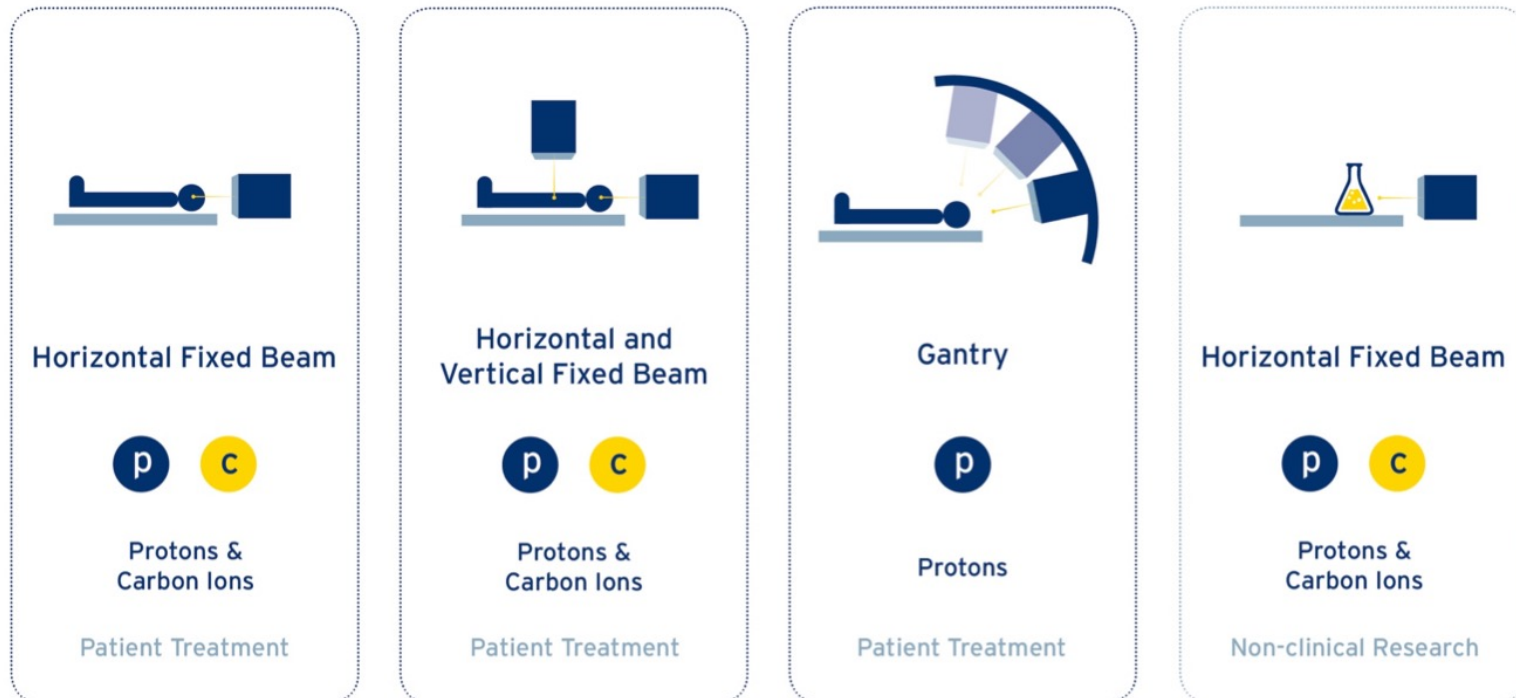 Horizontal Fixed Beam
p c
Protons &
Carbon Ions
Patient Treatment
Horizontal and
Vertical Fixed Beam
p c
Protons &
Carbon Ions
Patient Treatment
Gantry
p
Protons
Patient Treatment
Horizontal Fixed Beam
p c
Protons &
Carbon Ions
Non-clinical Research